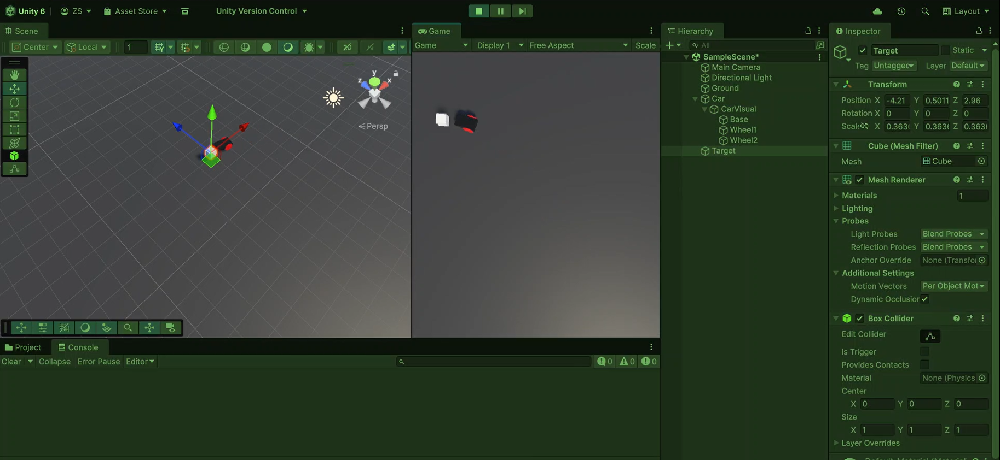 Unity 6 ZS Asset Store Unity Version Control Layout
Scene
Center Local 1
y
z x
Persp
Game
Game Display 1 Free Aspect Scale
Hierarchy
All
SampleScene*
Main Camera
Directional Light
Ground
Car
CarVisual
Base
Wheel1
Wheel2
Target
Inspector
Target Static
Tag Untagged Layer Default
Transform
Position X -4.21 Y 0.5011 Z 2.96
Rotation X 0 Y 0 Z 0
Scale X 0.363 Y 0.363 Z 0.363
Cube (Mesh Filter)
Mesh Cube
Mesh Renderer
Materials 1
Lighting
Probes
Light Probes Blend Probes
Reflection Probes Blend Probes
Anchor Override None (Transfo
Additional Settings
Motion Vectors Per Object Mot
Dynamic Occlusion
Box Collider
Edit Collider
Is Trigger
Provides Contacts
Material None (Physics
Center
X 0 Y 0 Z 0
Size
X 1 Y 1 Z 1
Layer Overrides
Project Console
Clear Collapse Error Pause Editor 0 0 0